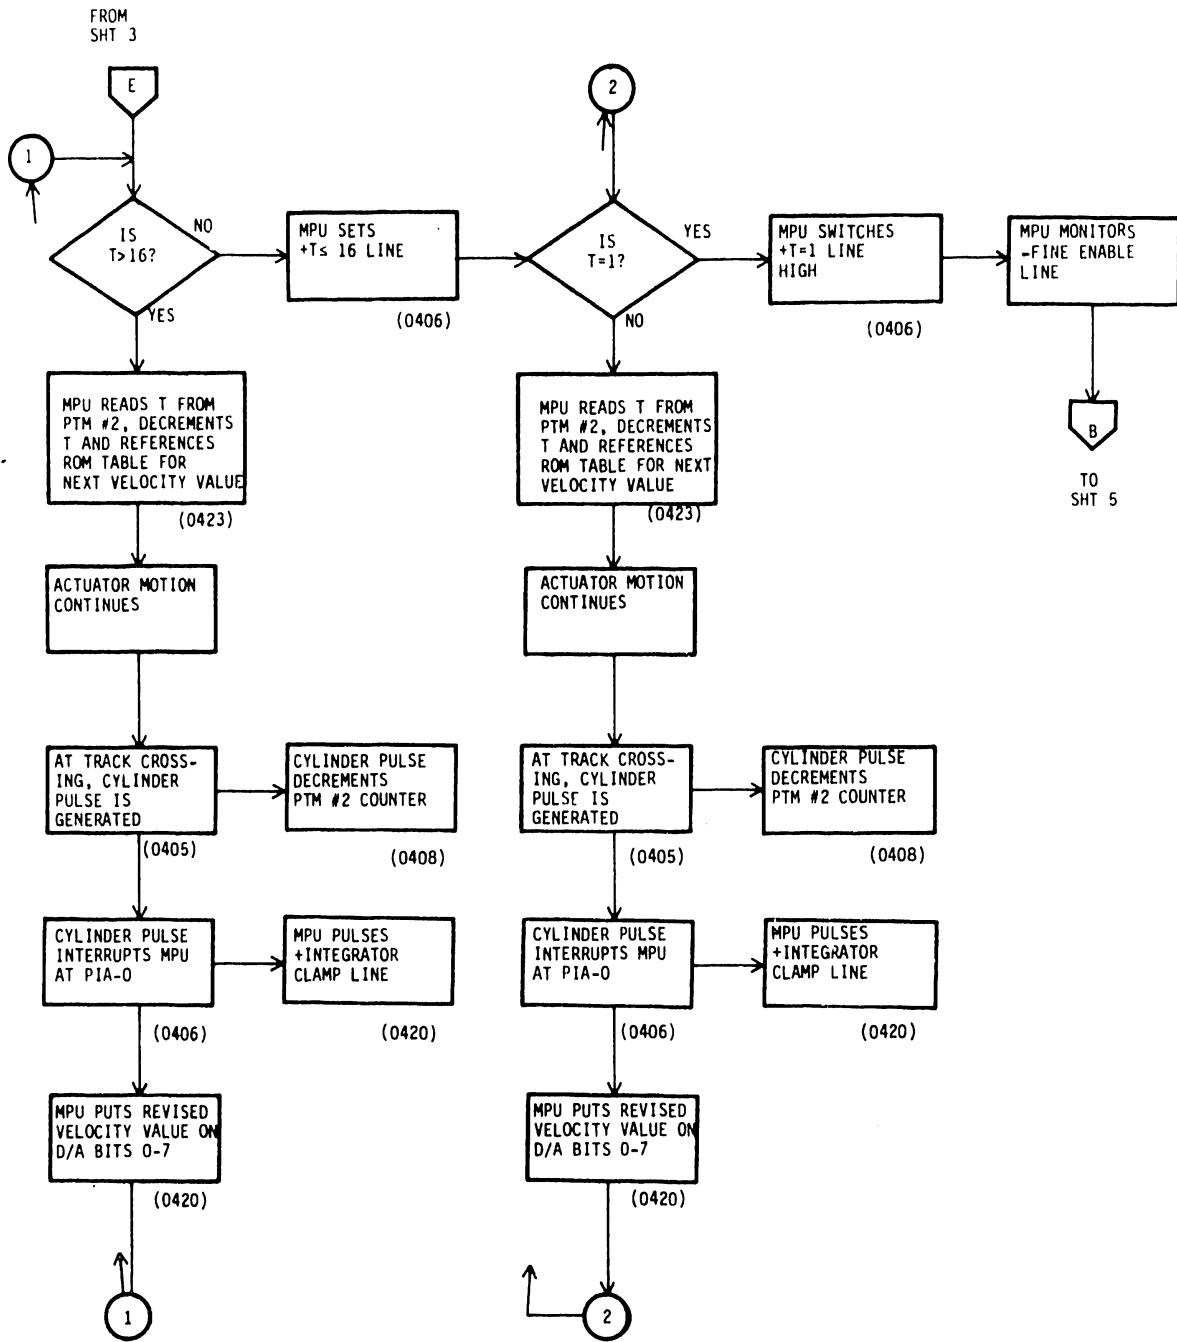 FROM
SHT 3
E
1
IS
T>16?
NO
YES
MPU SETS
+T≤ 16 LINE
(0406)
2
IS
T=1?
YES
NO
MPU SWITCHES
+T=1 LINE
HIGH
(0406)
MPU MONITORS
-FINE ENABLE
LINE
B
TO
SHT 5
MPU READS T FROM
PTM #2, DECREMENTS
T AND REFERENCES
ROM TABLE FOR
NEXT VELOCITY VALUE
(0423)
ACTUATOR MOTION
CONTINUES
AT TRACK CROSS-
ING, CYLINDER
PULSE IS
GENERATED
(0405)
CYLINDER PULSE
DECREMENTS
PTM #2 COUNTER
(0408)
CYLINDER PULSE
INTERRUPTS MPU
AT PIA-0
(0406)
MPU PULSES
+INTEGRATOR
CLAMP LINE
(0420)
MPU PUTS REVISED
VELOCITY VALUE ON
D/A BITS 0-7
(0420)
1
MPU READS T FROM
PTM #2, DECREMENTS
T AND REFERENCES
ROM TABLE FOR NEXT
VELOCITY VALUE
(0423)
ACTUATOR MOTION
CONTINUES
AT TRACK CROSS-
ING, CYLINDER
PULSE IS
GENERATED
(0405)
CYLINDER PULSE
DECREMENTS
PTM #2 COUNTER
(0408)
CYLINDER PULSE
INTERRUPTS MPU
AT PIA-0
(0406)
MPU PULSES
+INTEGRATOR
CLAMP LINE
(0420)
MPU PUTS REVISED
VELOCITY VALUE ON
D/A BITS 0-7
(0420)
2